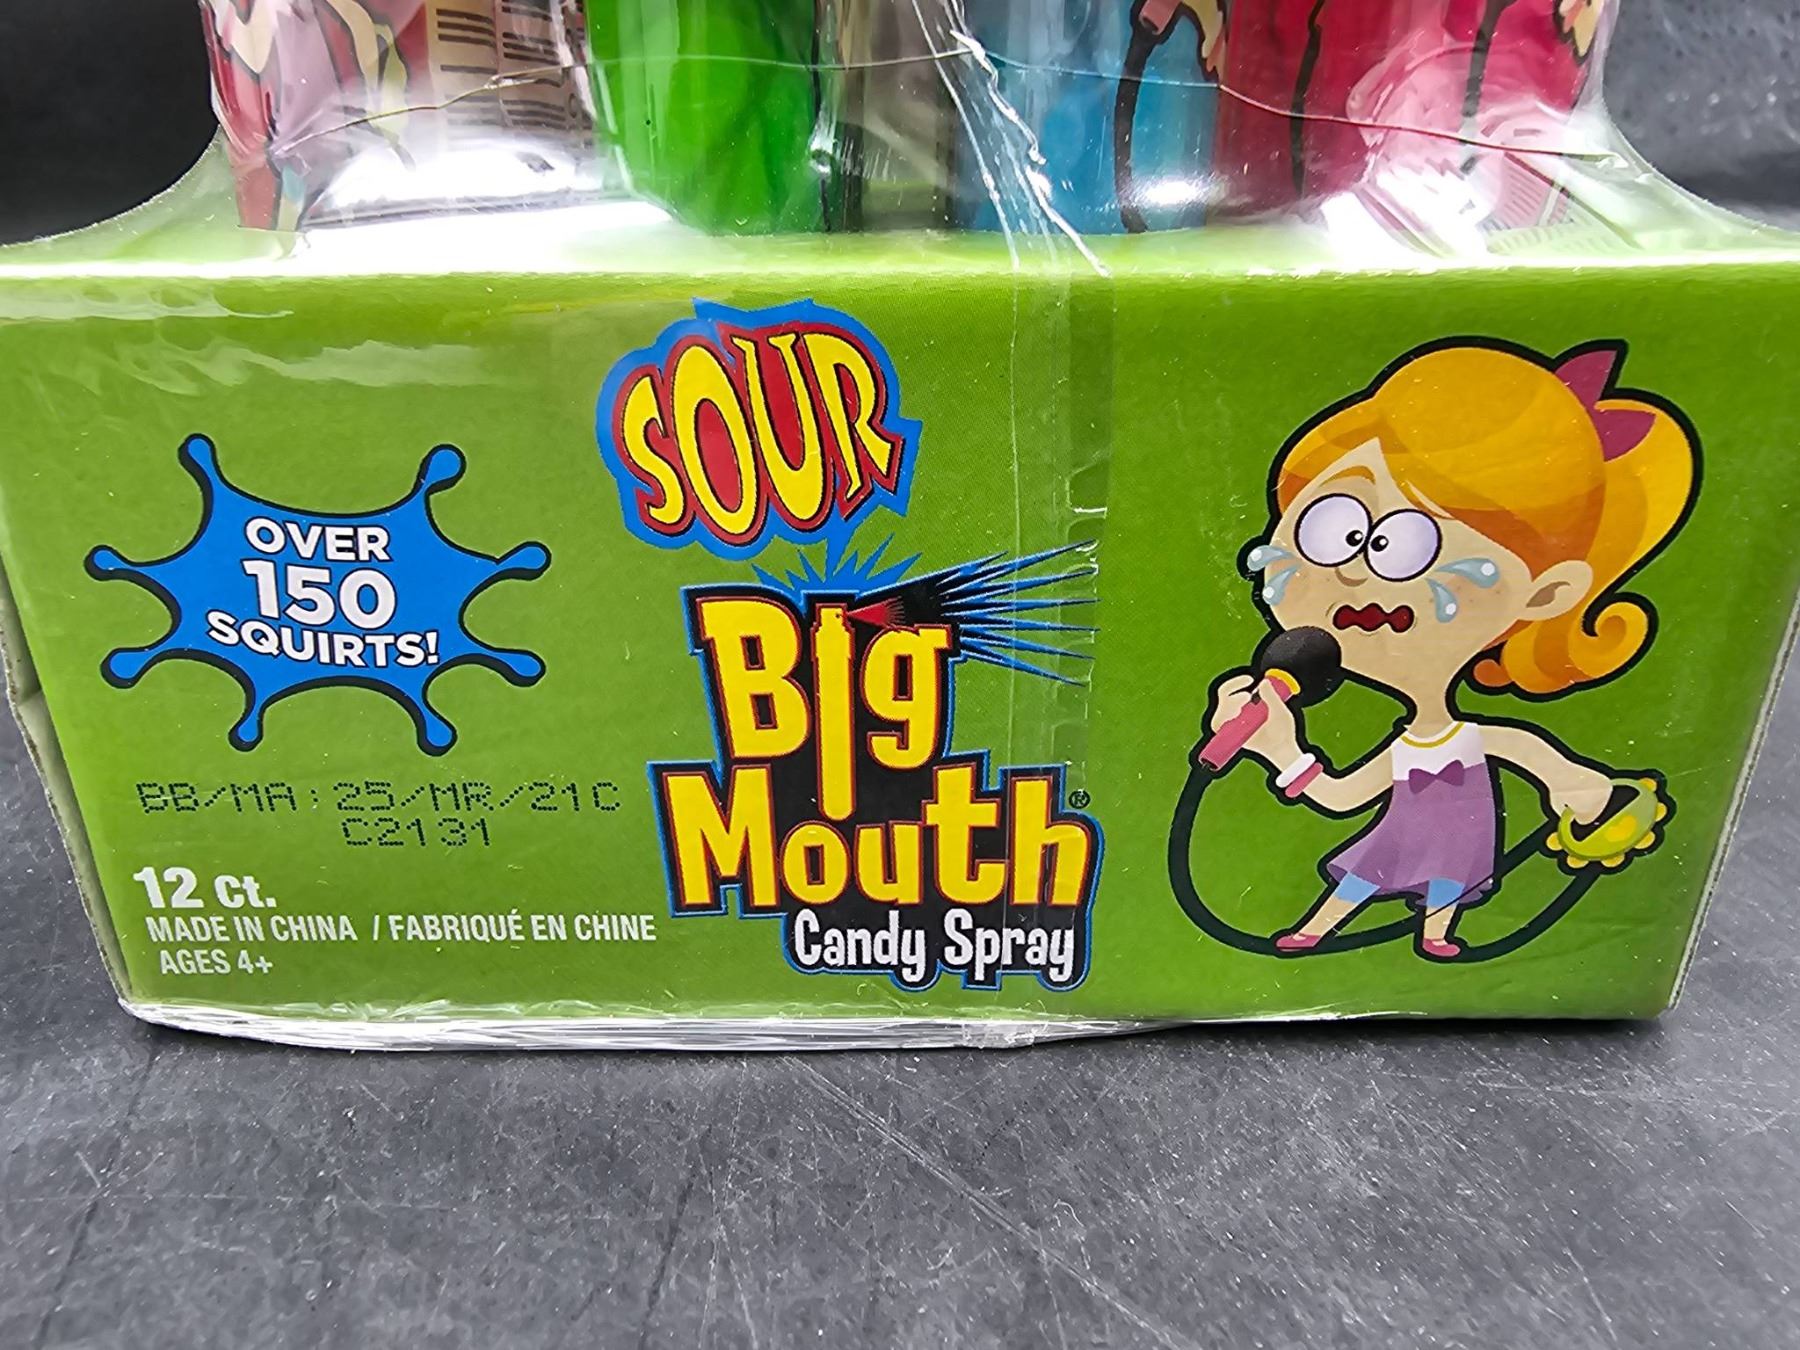 SOUR
OVER
150
SQUIRTS!
BIg
Mouth®
Candy Spray
BB/MA:25/MR/21C
C2131
12 ct.
MADE IN CHINA / FABRIQUÉ EN CHINE
AGES 4+